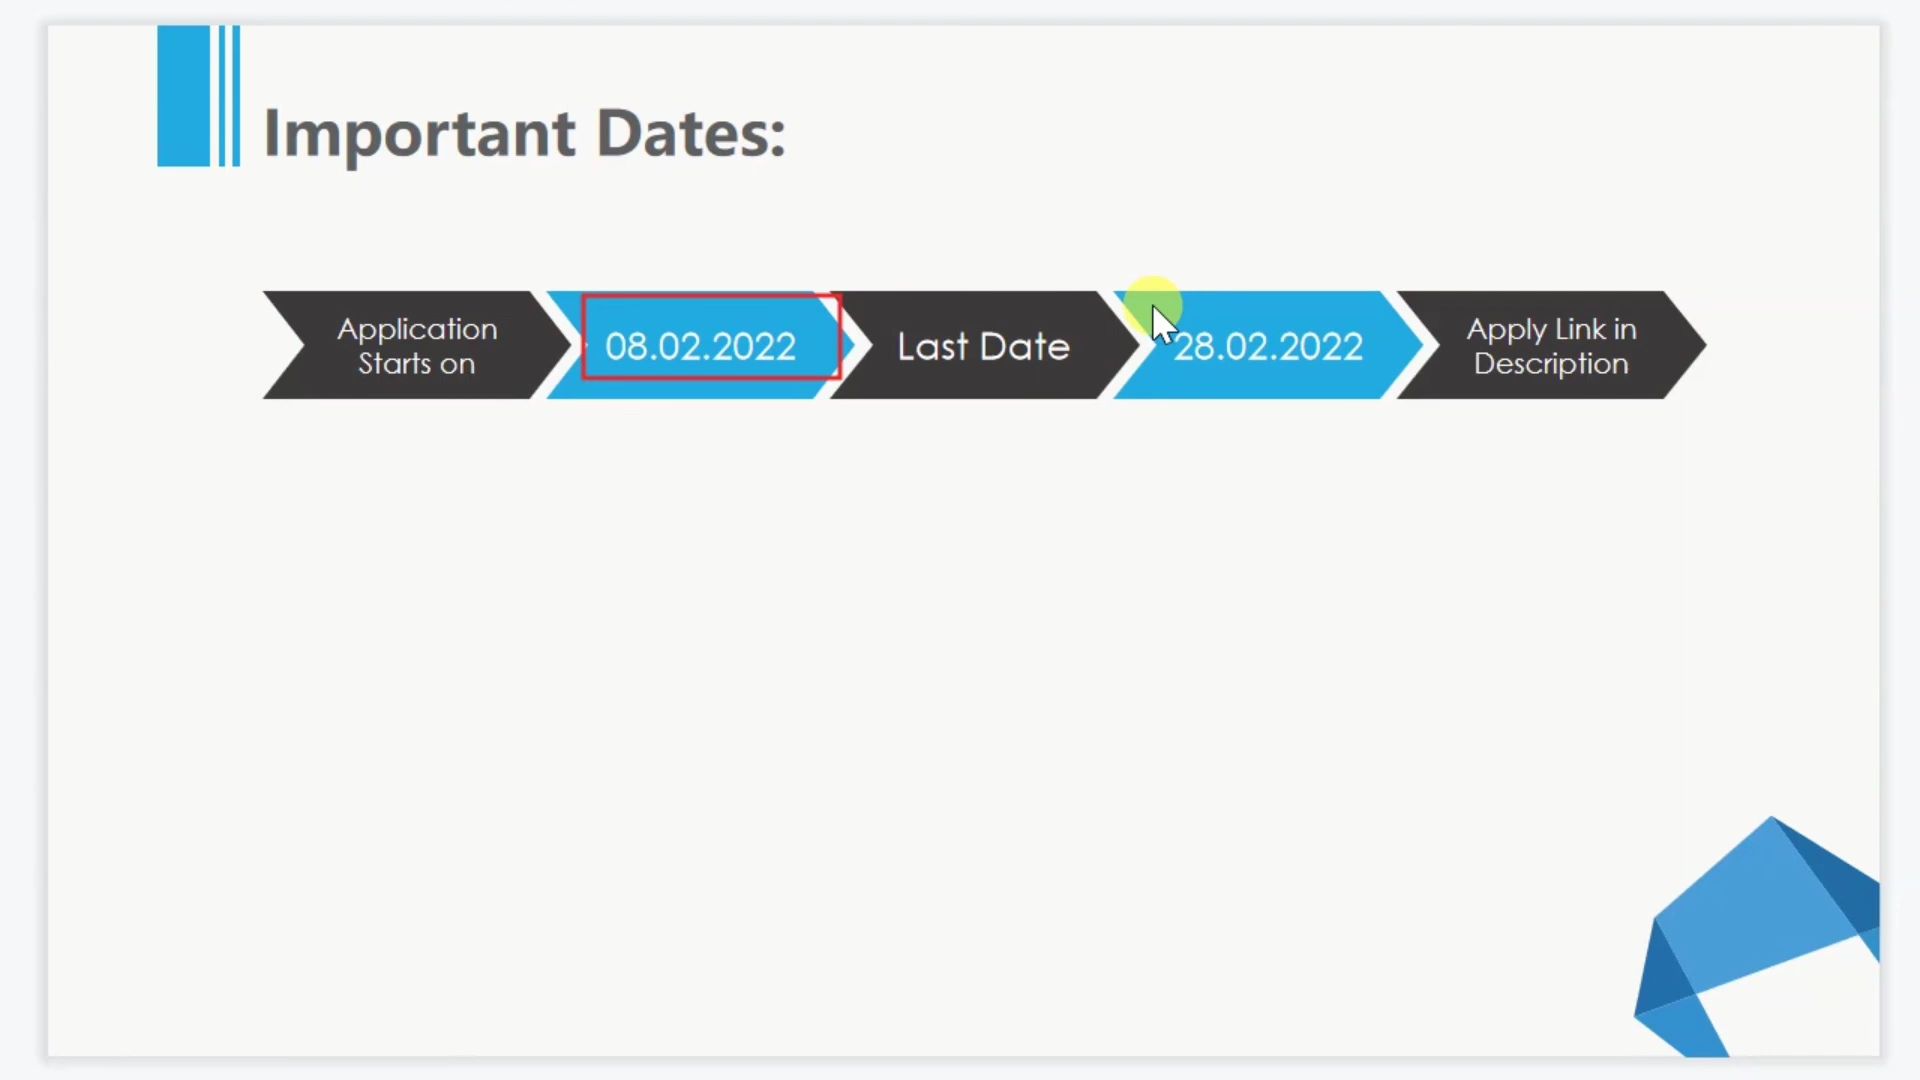 Important Dates:
Application
Starts on
08.02.2022
Last Date
28.02.2022
Apply Link in
Description